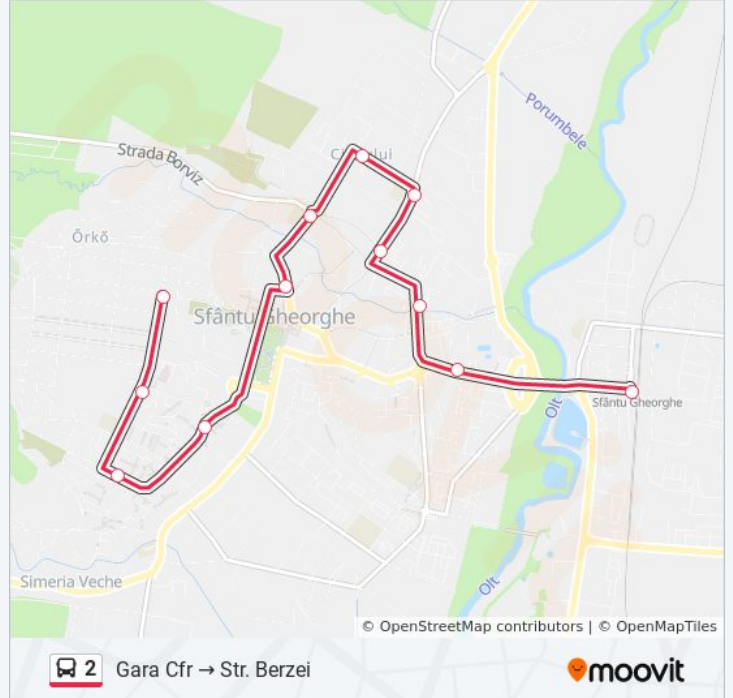 Porumbele
Strada Borviz
Örkő
Sfântu Gheorghe
Sfântu Gheorghe
Olt
Simeria Veche
Olt
© OpenStreetMap contributors | © OpenMapTiles
2 Gara Cfr → Str. Berzei
moovit